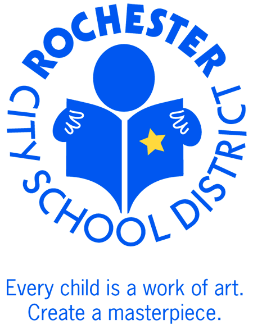 ROCHESTER
CITY SCHOOL DISTRICT
Every child is a work of art.
Create a masterpiece.